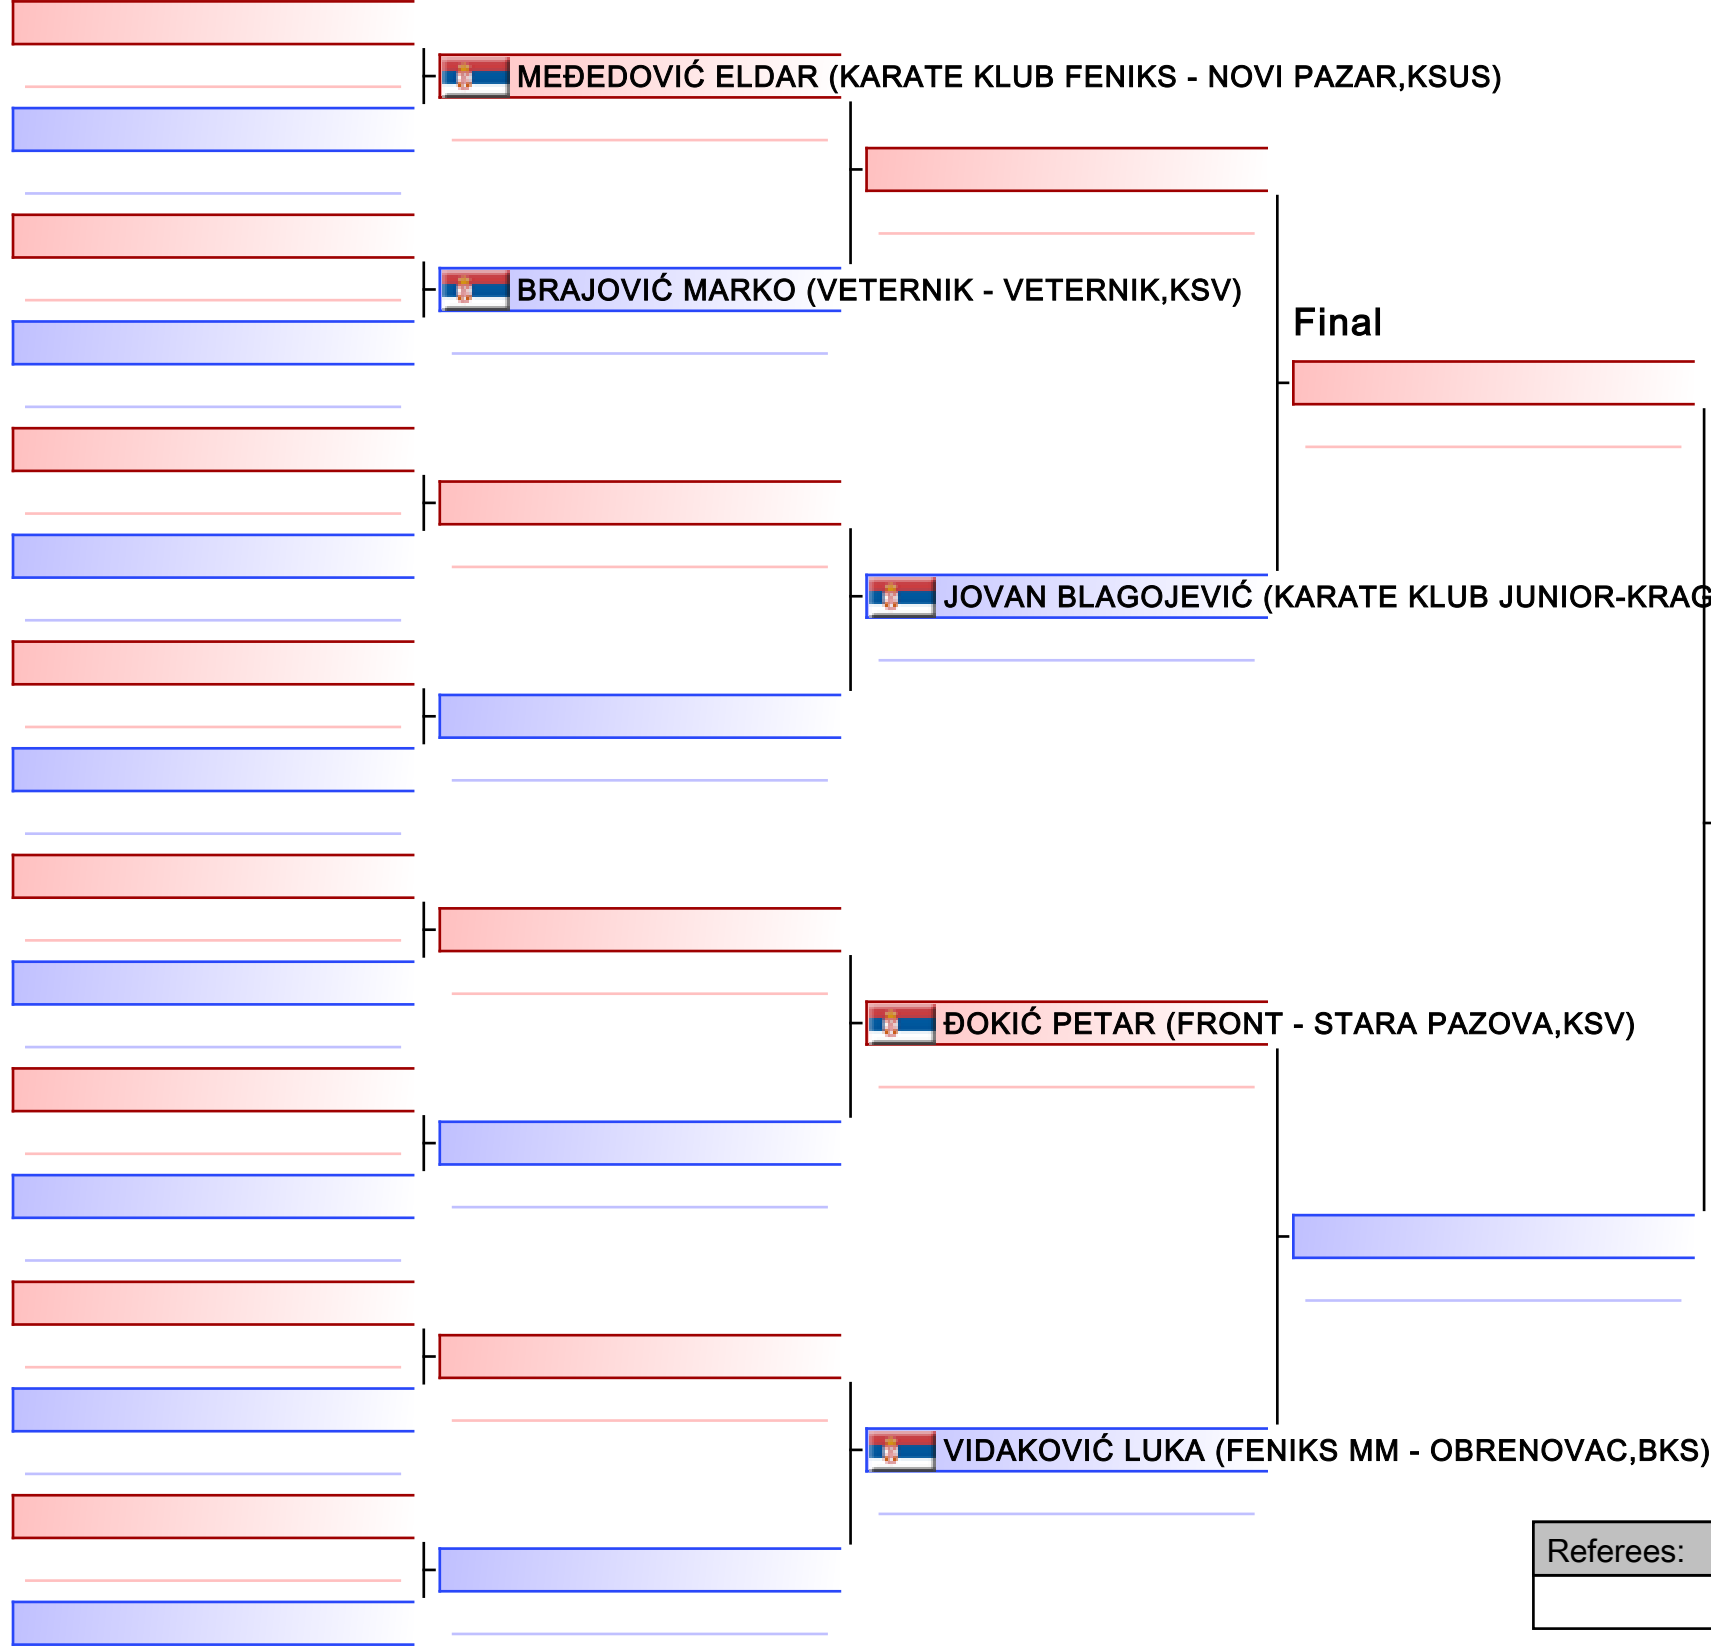 MEĐEDOVIĆ ELDAR (KARATE KLUB FENIKS - NOVI PAZAR,KSUS)
BRAJOVIĆ MARKO (VETERNIK - VETERNIK,KSV)
Final
JOVAN BLAGOJEVIĆ (KARATE KLUB JUNIOR-KRAG
ĐOKIĆ PETAR (FRONT - STARA PAZOVA,KSV)
VIDAKOVIĆ LUKA (FENIKS MM - OBRENOVAC,BKS)
Referees: